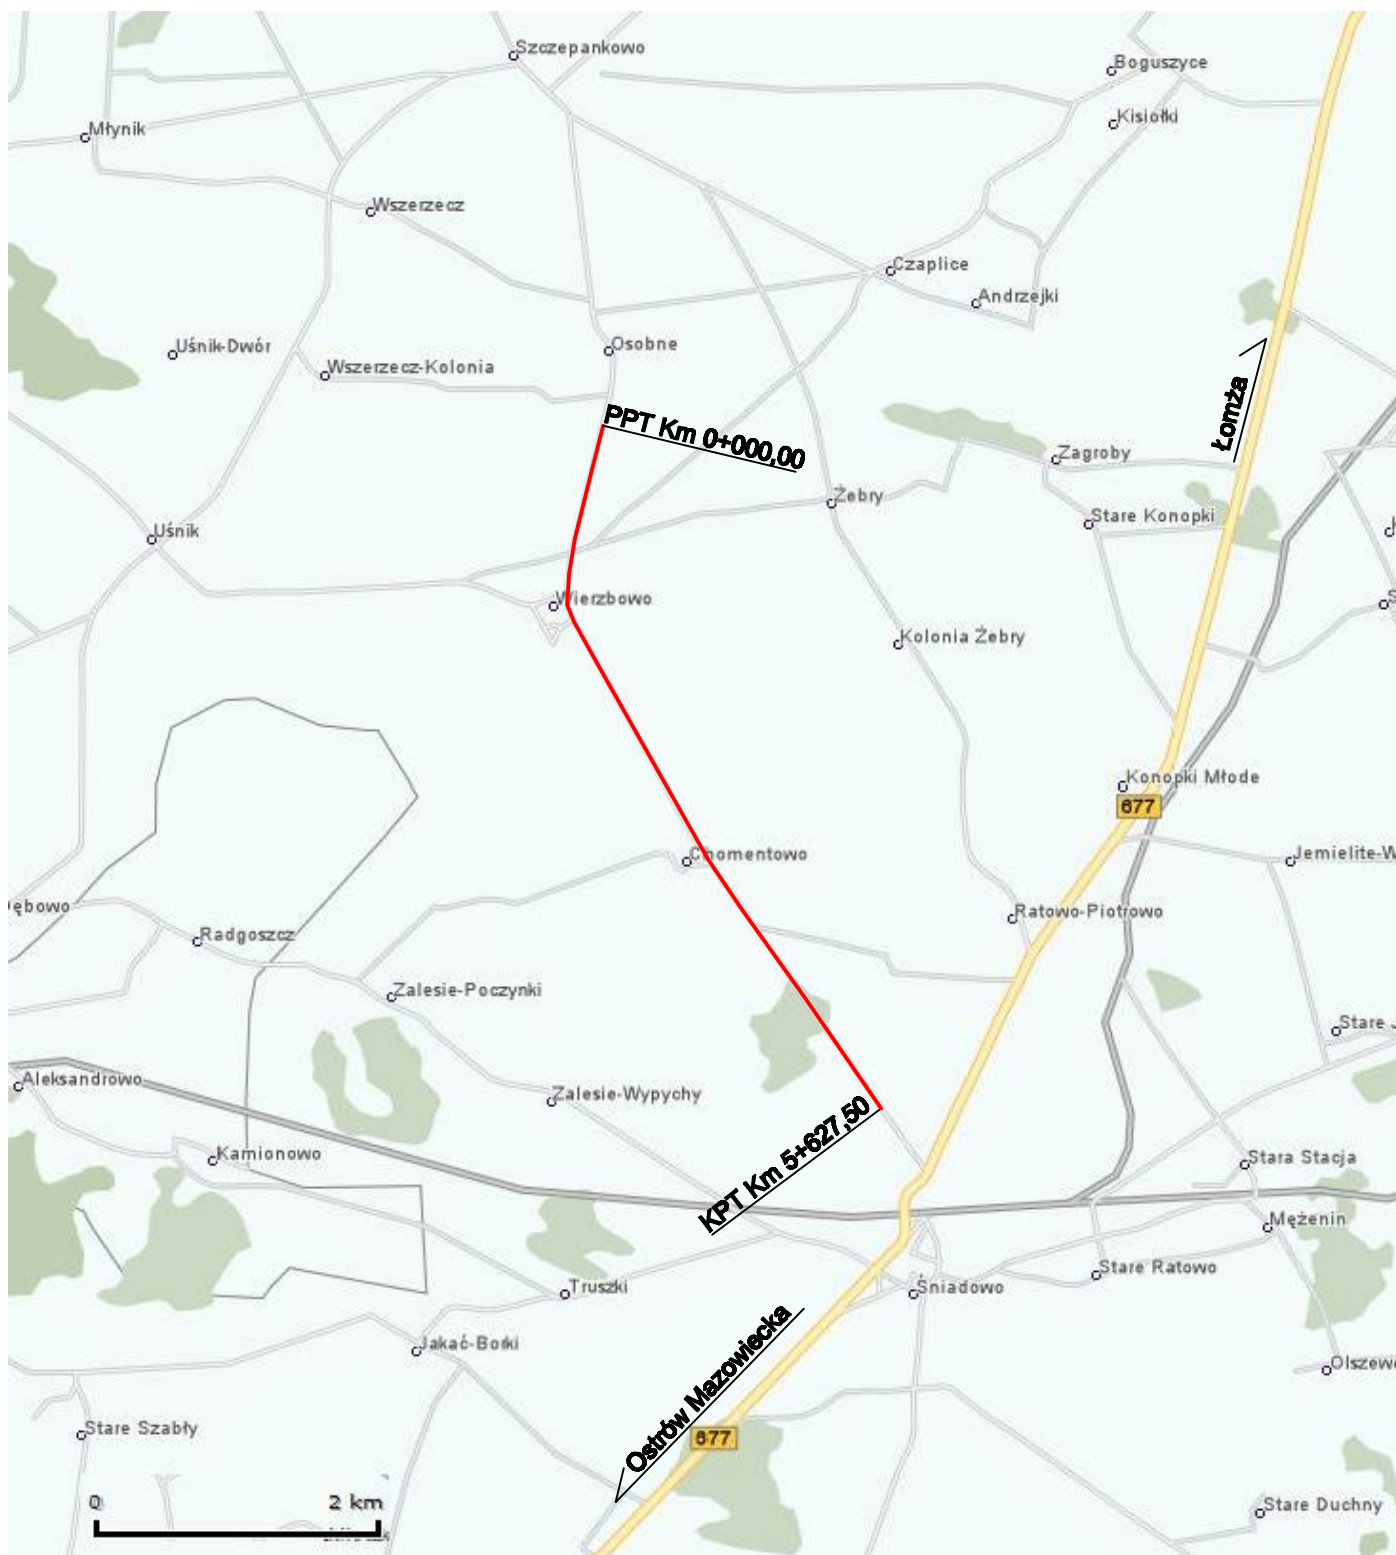 Szczepankowo
Boguszyce
Kisiołki
Młynik
Wszerzecz
Czaplice
Andrzejki
Uśnik-Dwór
Osobne
Wszerzecz-Kolonia
Łomża
PPT Km 0+000,00
Zagroby
Żebry
Stare Konopki
Uśnik
Wierzbowo
Kolonia Żebry
Konopki Młode
677
Chomentowo
Jemielite-W
ębowo
Ratowo-Piotrowo
Radgoszcz
Zalesie-Poczynki
Stare J
Aleksandrowo
Zalesie-Wypychy
KPT Km 5+627,50
Kamionowo
Stara Stacja
Mężenin
Stare Ratowo
Truszki
Śniadowo
Jakać-Borki
Ostrów Mazowiecka
Olszewo
Stare Szabły
677
0 2 km
Stare Duchny